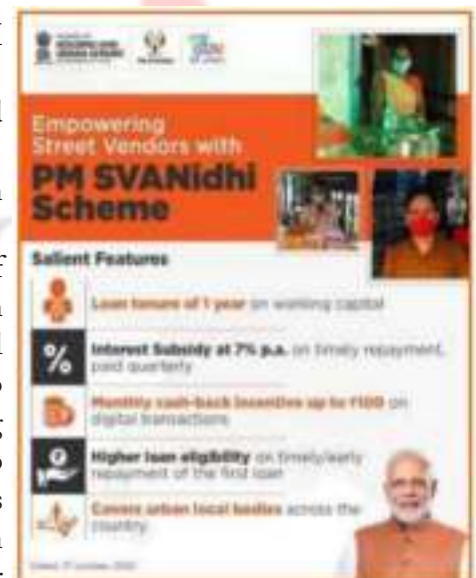 Empowering
Street Vendors with
PM SVANidhi
Scheme
Salient Features
Loan tenure of 1 year on working capital
%
Interest Subsidy at 7% p.a. on timely repayment,
paid quarterly
Monthly cash-back incentive up to ₹100 on
digital transactions
Higher loan eligibility on timely/early
repayment of the first loan
Covers urban local bodies across the
country